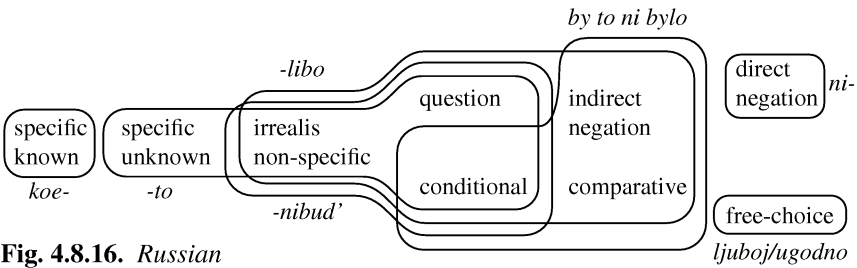 by to ni bylo
-libo
direct
negation
ni-
question
indirect
negation
specific
known
specific
unknown
irrealis
non-specific
conditional
comparative
koe-
-to
-nibud’
free-choice
ljuboj/ugodno
Fig. 4.8.16. Russian